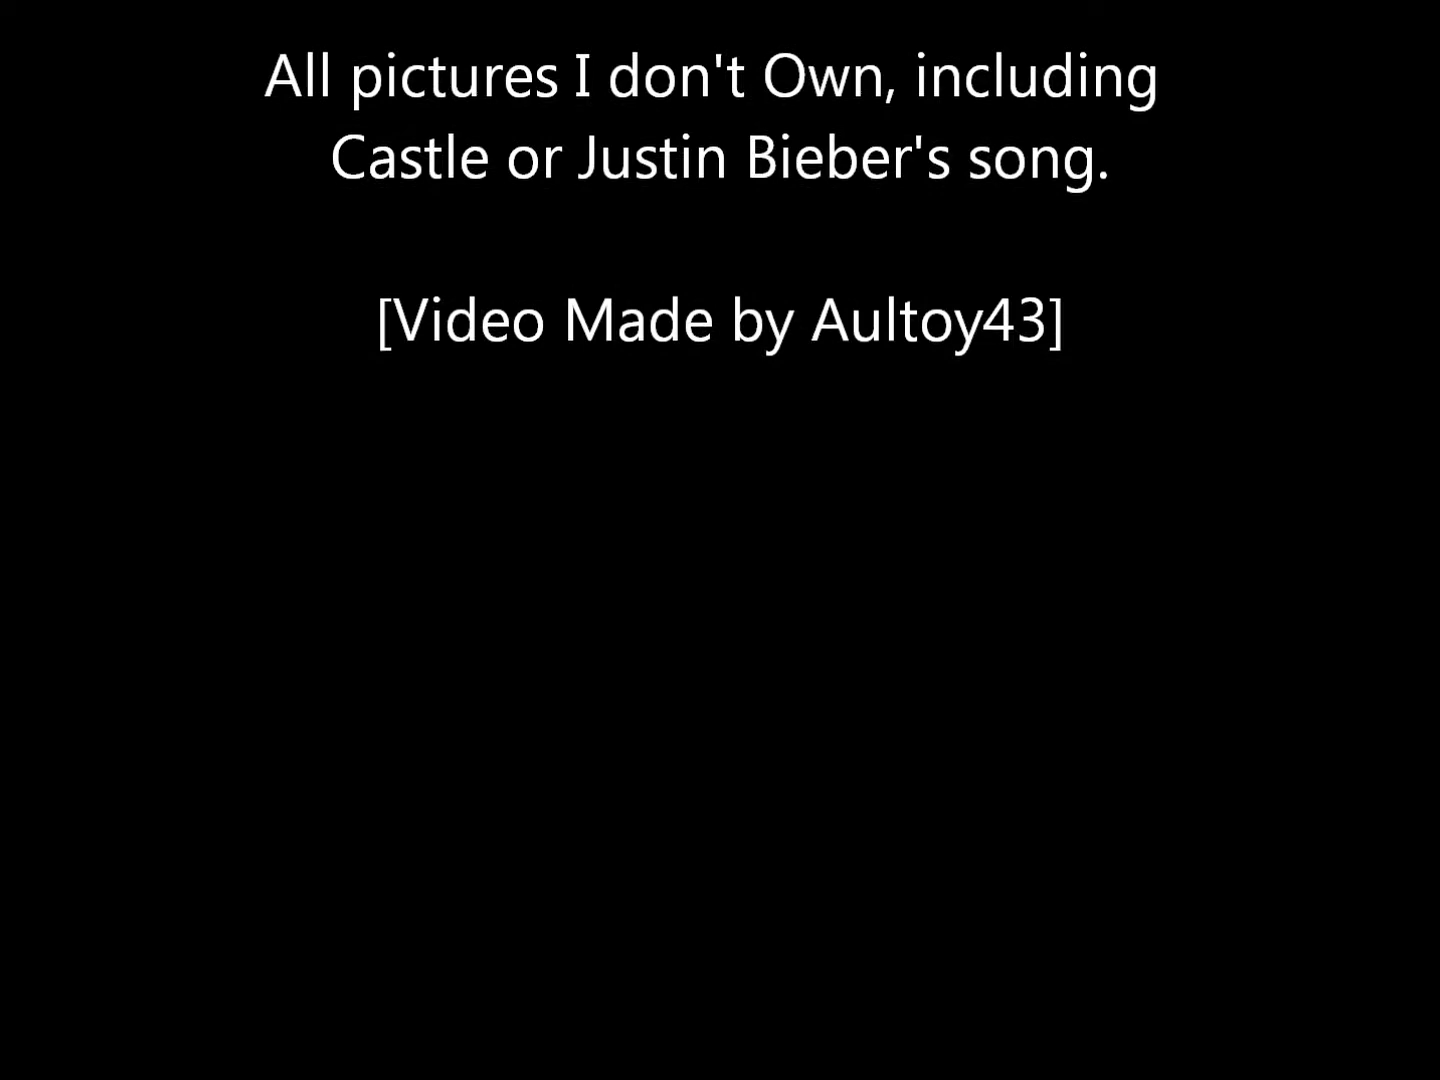 All pictures I don't Own, including
Castle or Justin Bieber's song.
[Video Made by Aultoy43]